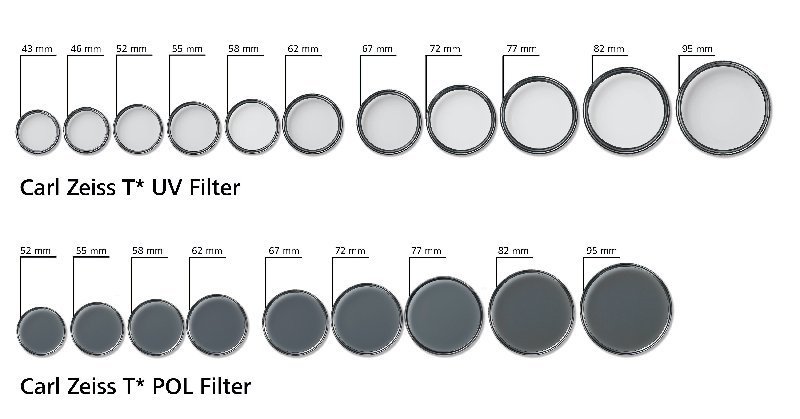 43 mm 46 mm 52 mm 55 mm 58 mm 62 mm 67 mm 72 mm 77 mm 82 mm 95 mm
Carl Zeiss T* UV Filter
52 mm 55 mm 58 mm 62 mm 67 mm 72 mm 77 mm 82 mm 95 mm
Carl Zeiss T* POL Filter